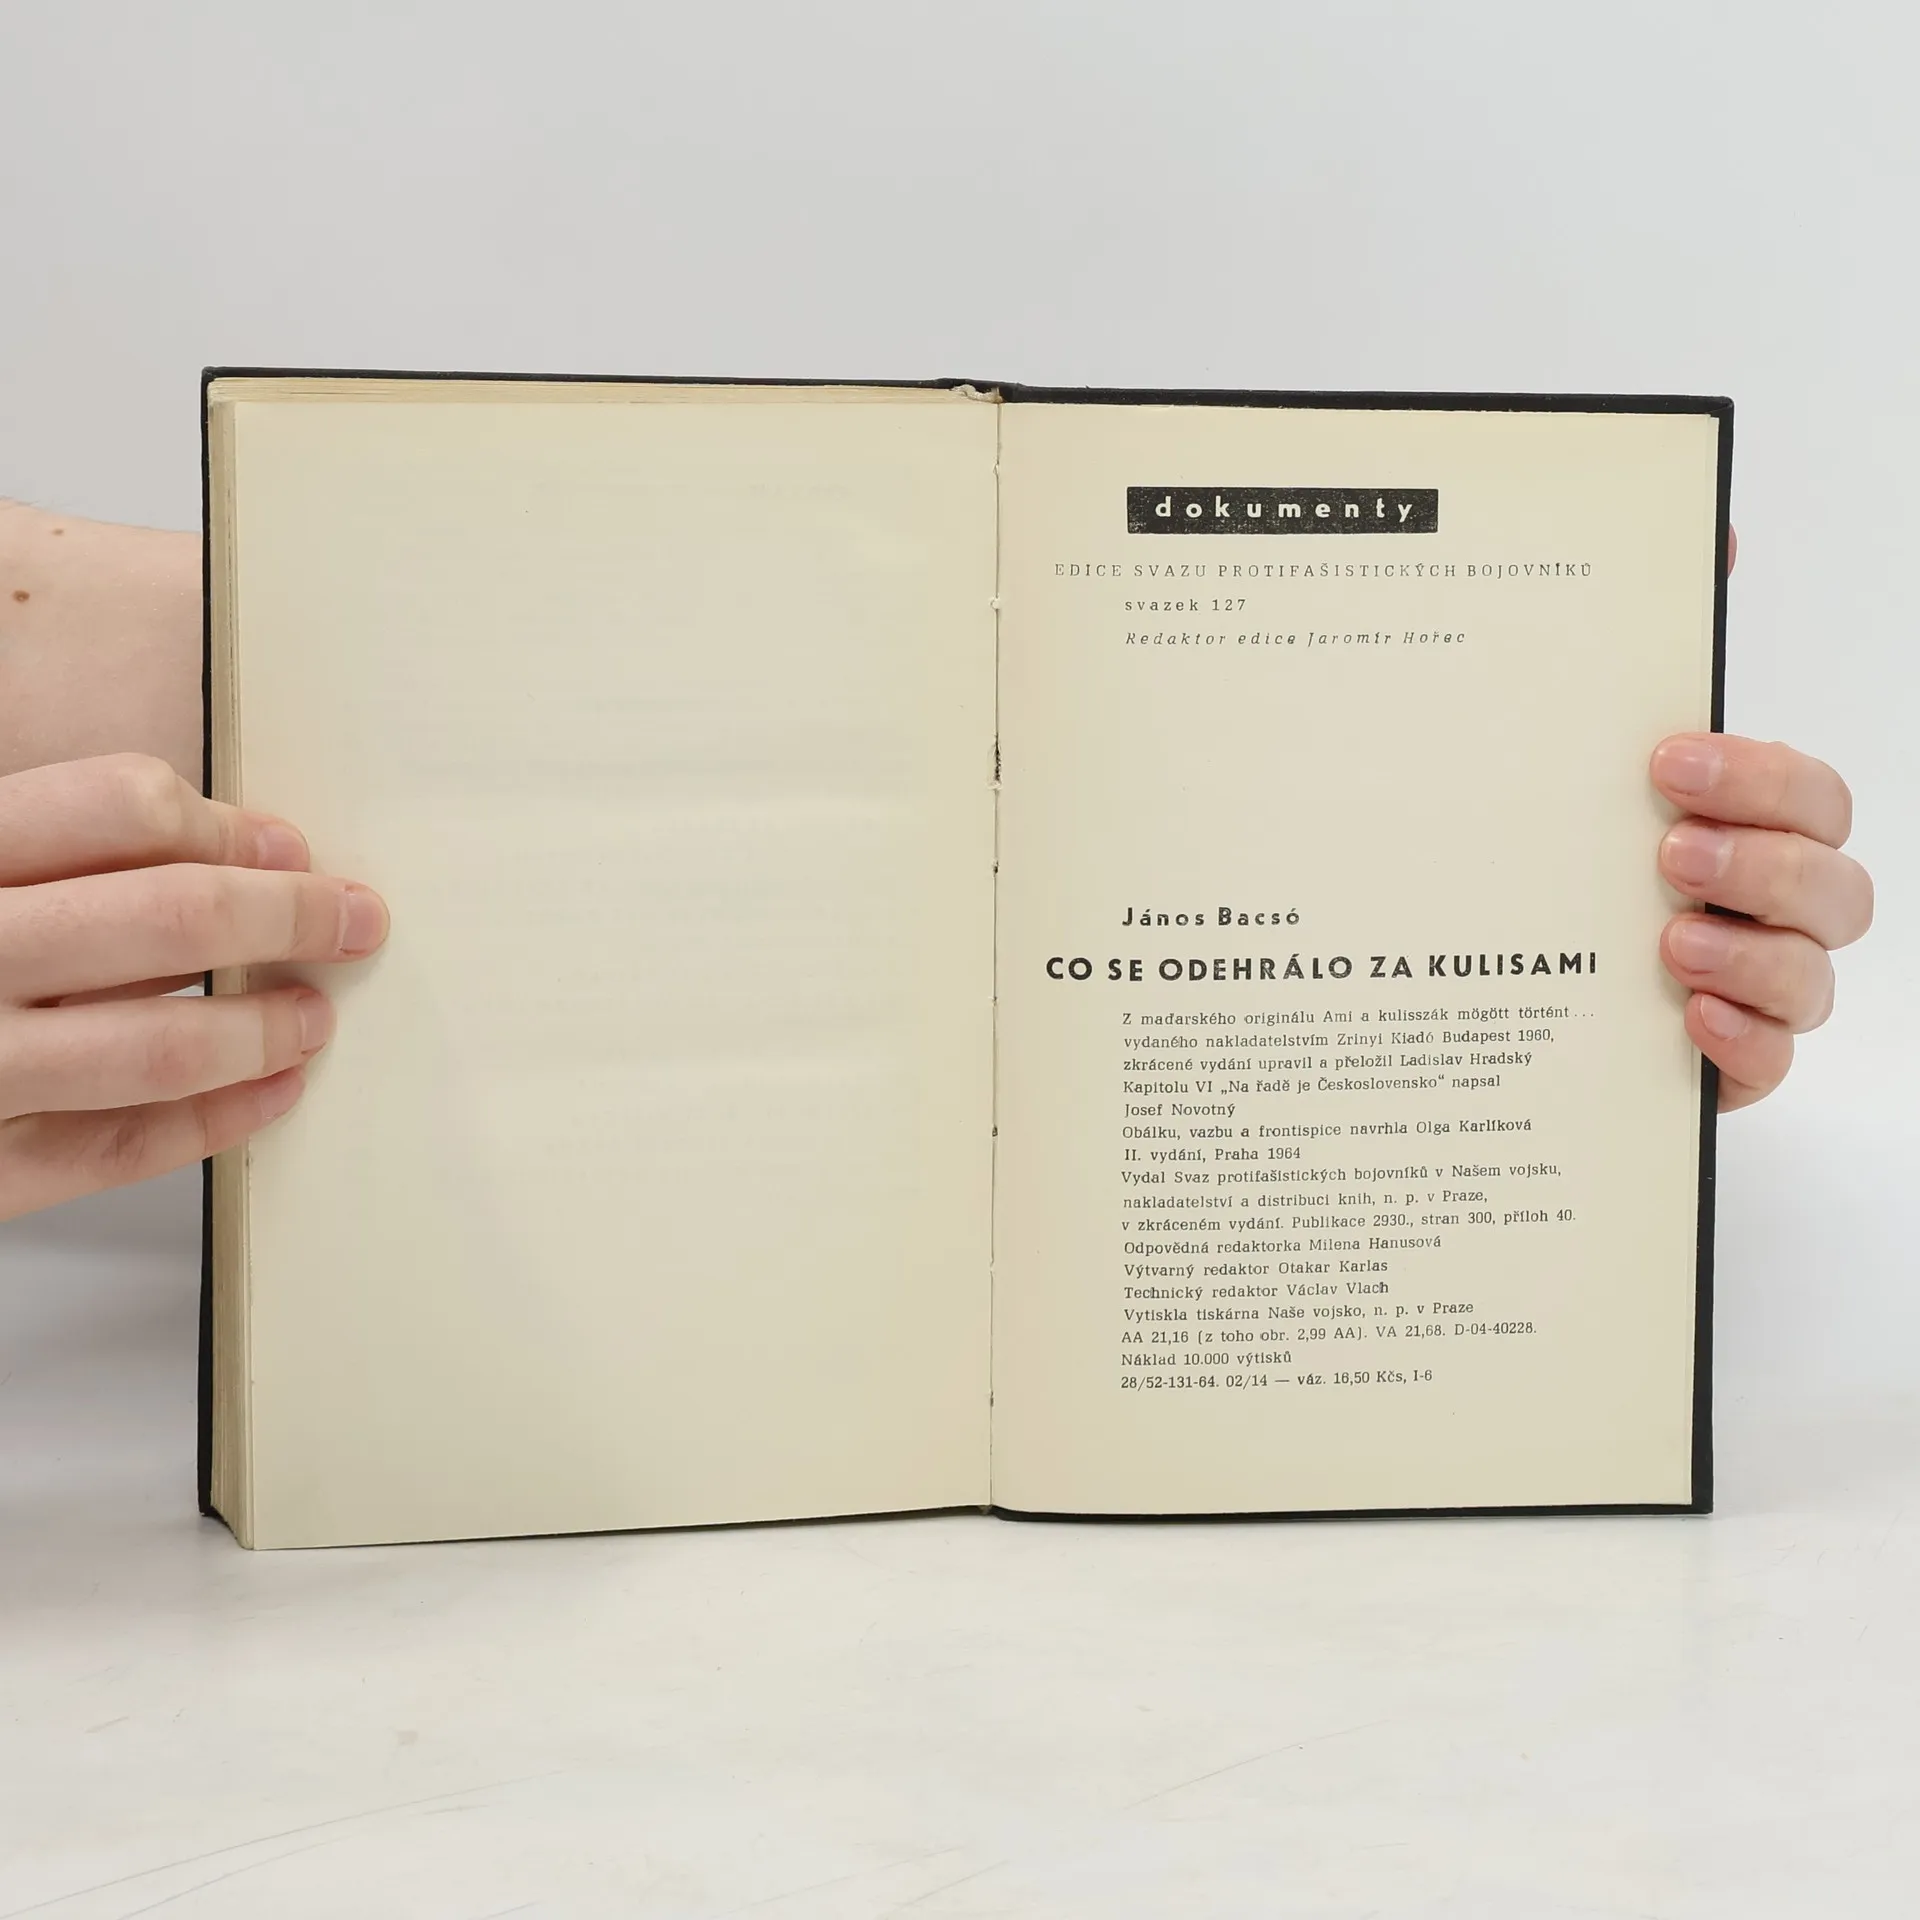 dokumenty
EDICE SVAZU PROTIFAŠISTICKÝCH BOJOVNÍKŮ
svazek 127
Redaktor edice Jaromír Hořec
János Bacsó
CO SE ODEHRÁLO ZA KULISAMI
Z maďarského originálu Ami a kulisszák mögött történt...
vydaného nakladatelstvím Zrínyi Kiadó Budapest 1960,
zkrácené vydání upravil a přeložil Ladislav Hradský
Kapitolu VI „Na řadě je Československo“ napsal
Josef Novotný
Obálku, vazbu a frontispice navrhla Olga Karlíková
II. vydání, Praha 1964
Vydal Svaz protifašistických bojovníků v Našem vojsku,
nakladatelství a distribuci knih, n. p. v Praze,
v zkráceném vydání. Publikace 2930., stran 300, příloh 40.
Odpovědná redaktorka Milena Hanusová
Výtvarný redaktor Otakar Karlas
Technický redaktor Václav Vlach
Vytiskla tiskárna Naše vojsko, n. p. v Praze
AA 21,16 (z toho obr. 2,99 AA). VA 21,68. D-04-40228.
Náklad 10.000 výtisků
28/52-131-64. 02/14 — váz. 16,50 Kčs, I-6